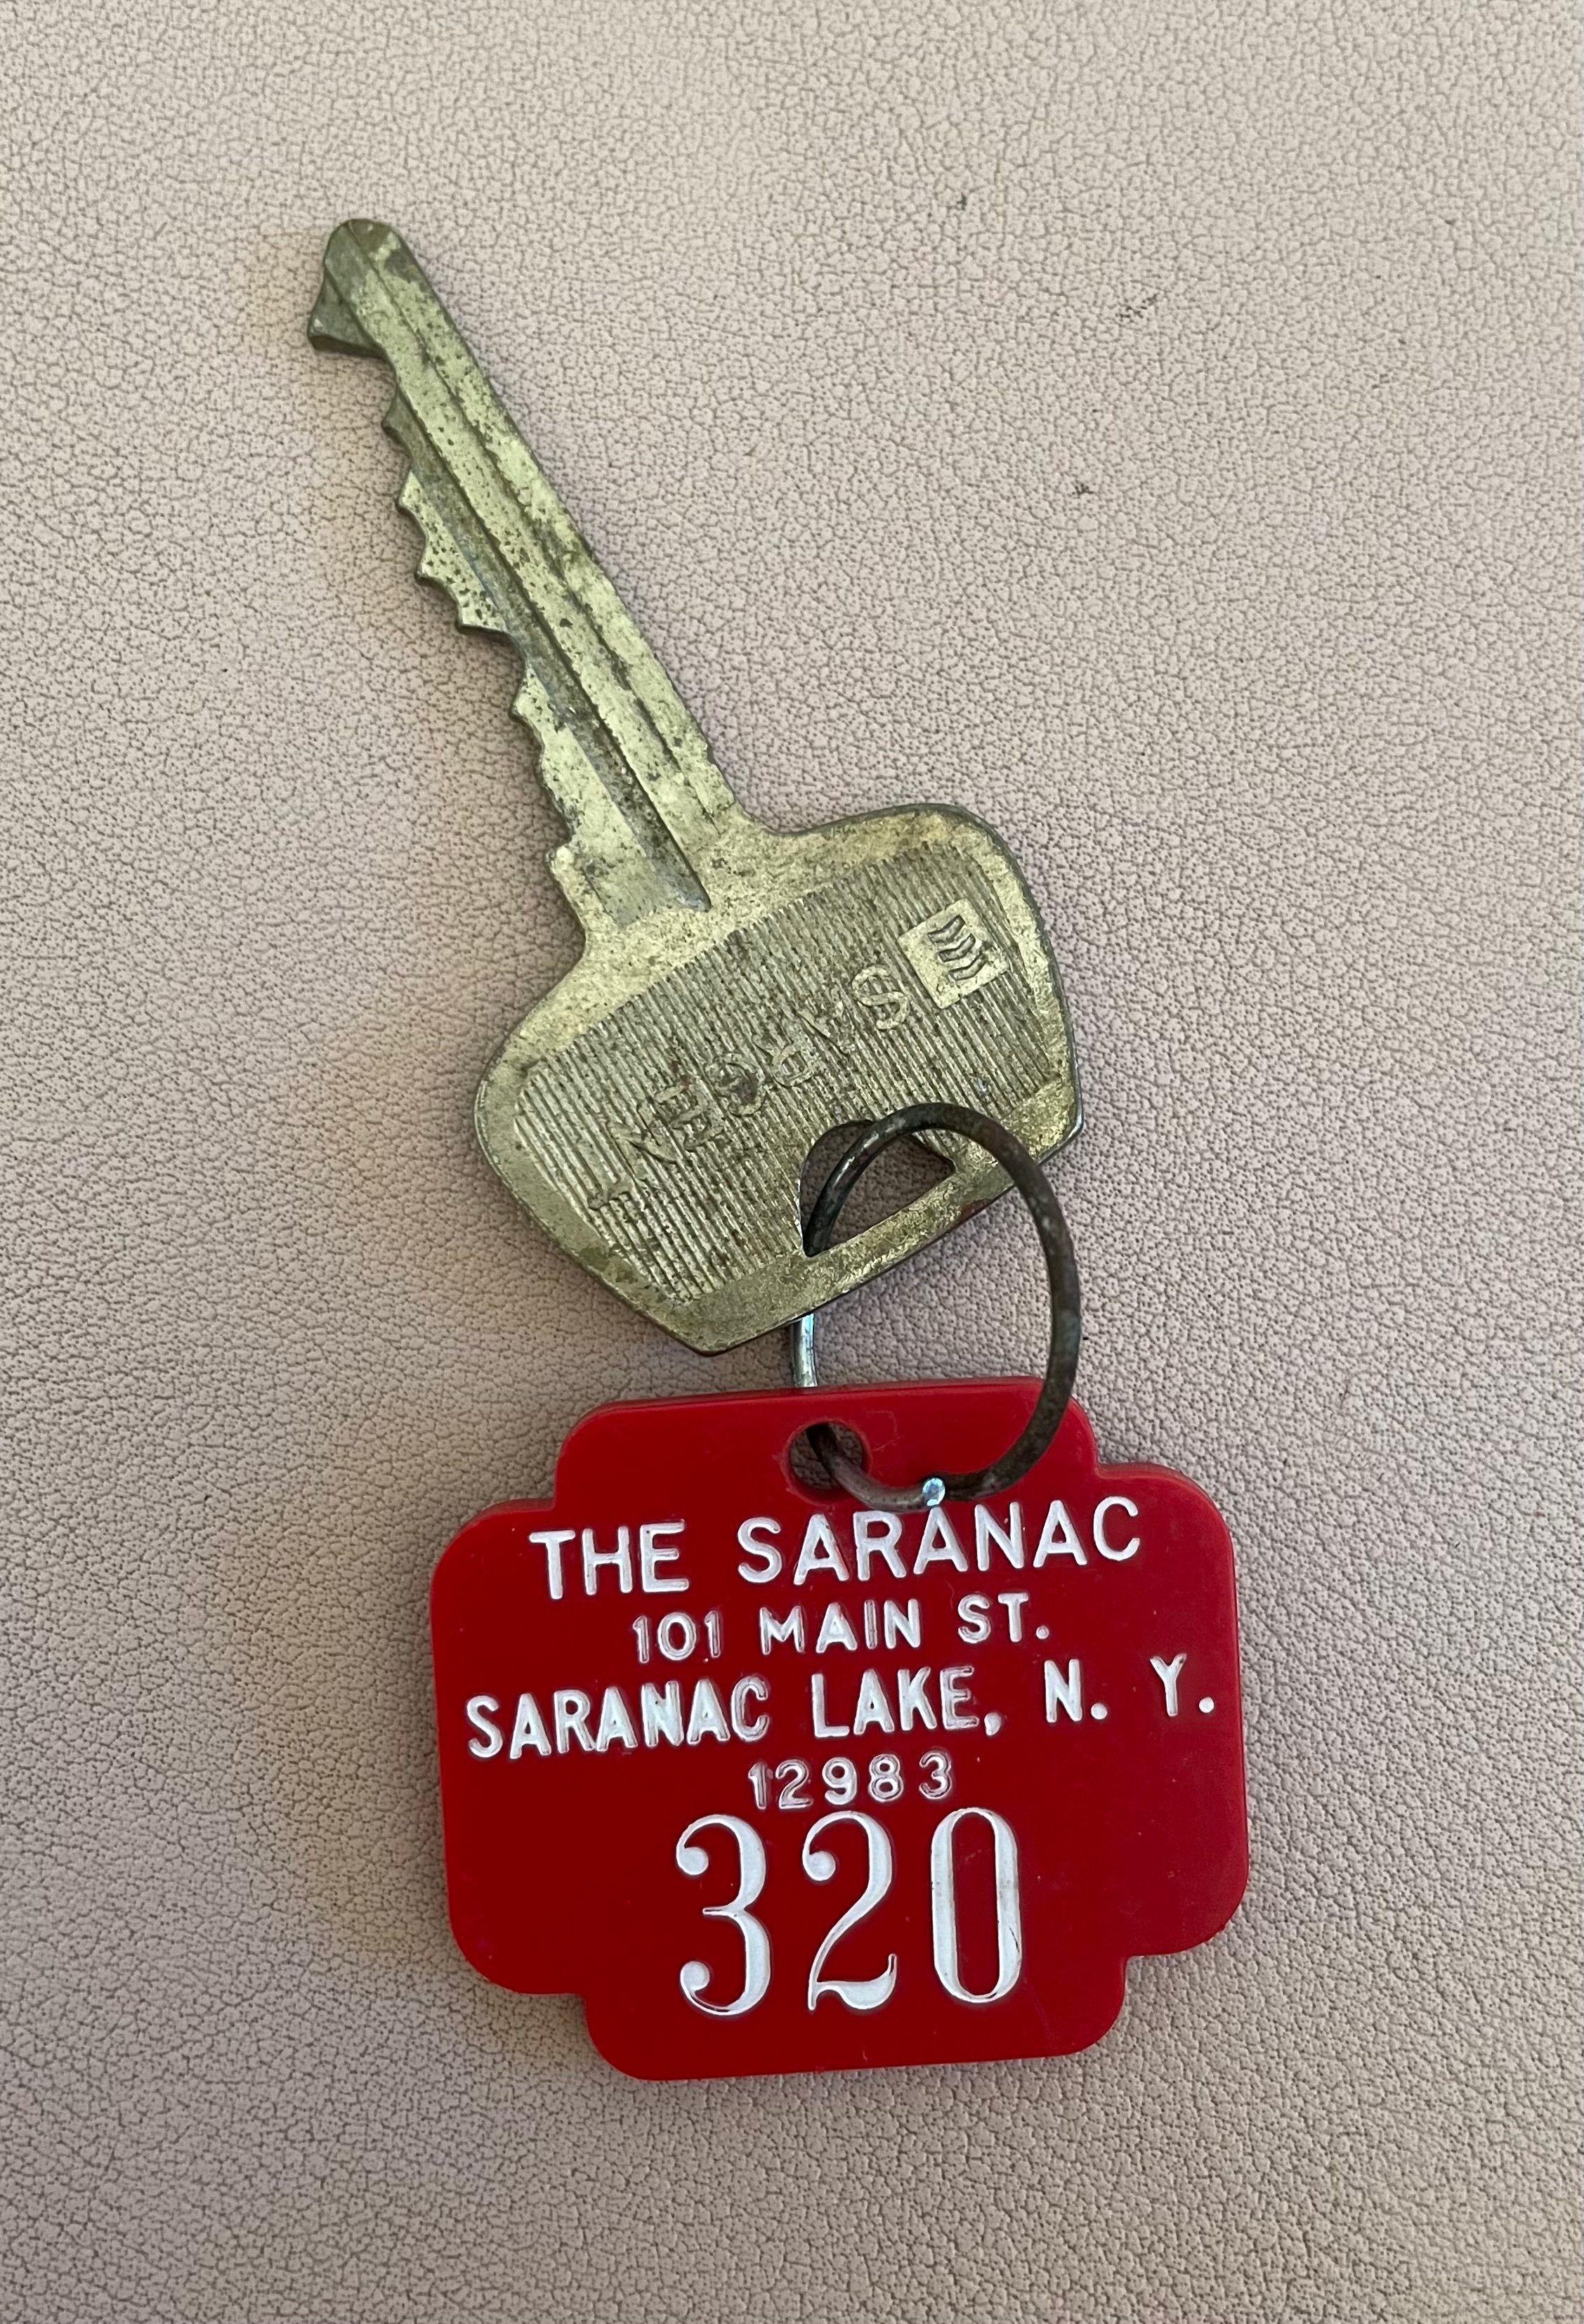 SARGENT
THE SARANAC
101 MAIN ST.
SARANAC LAKE, N. Y.
12983
320